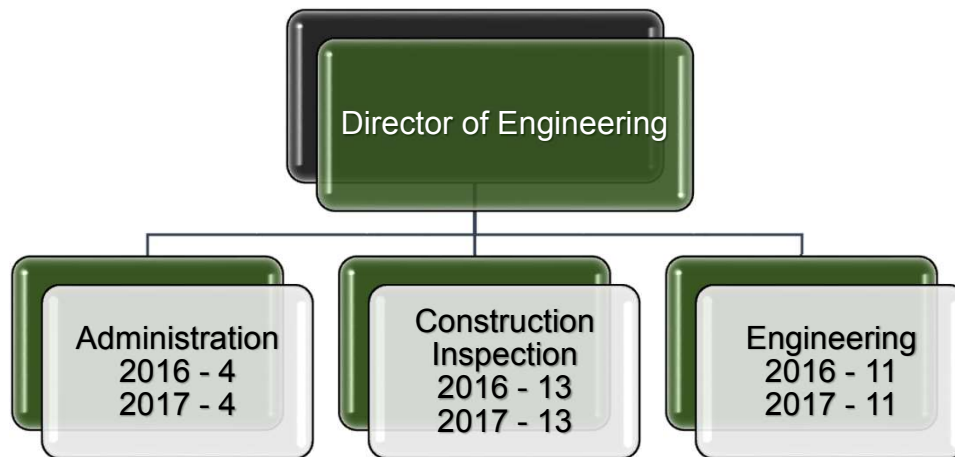 Director of Engineering
Administration
2016 - 4
2017 - 4
Construction
Inspection
2016 - 13
2017 - 13
Engineering
2016 - 11
2017 - 11